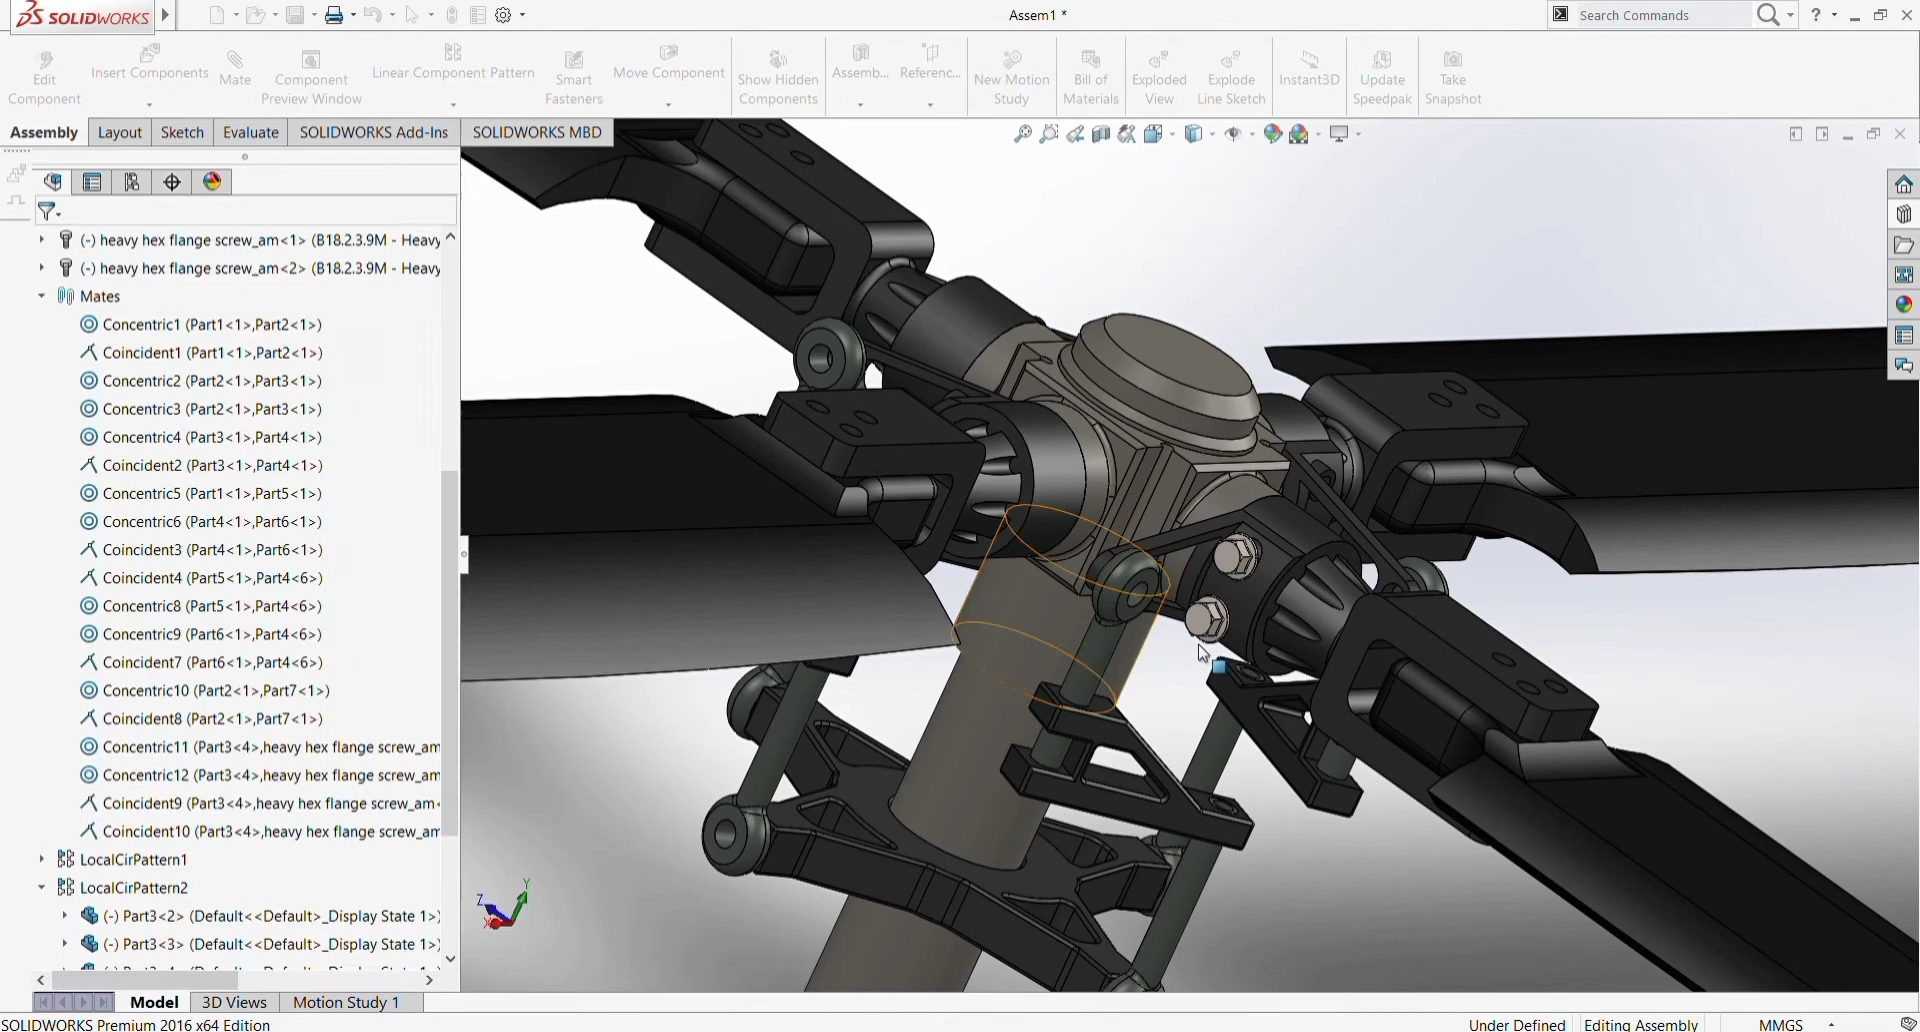 SOLIDWORKS
Assem1 *
Search Commands
?
Edit Component
Insert Components
Mate
Component Preview Window
Linear Component Pattern
Smart Fasteners
Move Component
Show Hidden Components
Assemb...
Referenc...
New Motion Study
Bill of Materials
Exploded View
Explode Line Sketch
Instant3D
Update Speedpak
Take Snapshot
Assembly
Layout
Sketch
Evaluate
SOLIDWORKS Add-Ins
SOLIDWORKS MBD
(-) heavy hex flange screw_am<1> (B18.2.3.9M - Heavy
(-) heavy hex flange screw_am<2> (B18.2.3.9M - Heavy
Mates
Concentric1 (Part1<1>,Part2<1>)
Coincident1 (Part1<1>,Part2<1>)
Concentric2 (Part2<1>,Part3<1>)
Concentric3 (Part2<1>,Part3<1>)
Concentric4 (Part3<1>,Part4<1>)
Coincident2 (Part3<1>,Part4<1>)
Concentric5 (Part1<1>,Part5<1>)
Concentric6 (Part4<1>,Part6<1>)
Coincident3 (Part4<1>,Part6<1>)
Coincident4 (Part5<1>,Part4<6>)
Concentric8 (Part5<1>,Part4<6>)
Concentric9 (Part6<1>,Part4<6>)
Coincident7 (Part6<1>,Part4<6>)
Concentric10 (Part2<1>,Part7<1>)
Coincident8 (Part2<1>,Part7<1>)
Concentric11 (Part3<4>,heavy hex flange screw_am
Concentric12 (Part3<4>,heavy hex flange screw_am
Coincident9 (Part3<4>,heavy hex flange screw_am<
Coincident10 (Part3<4>,heavy hex flange screw_am
LocalCirPattern1
LocalCirPattern2
(-) Part3<2> (Default<<Default>_Display State 1>)
(-) Part3<3> (Default<<Default>_Display State 1>)
Y
Z
X
Model
3D Views
Motion Study 1
SOLIDWORKS Premium 2016 x64 Edition
Under Defined
Editing Assembly
MMGS